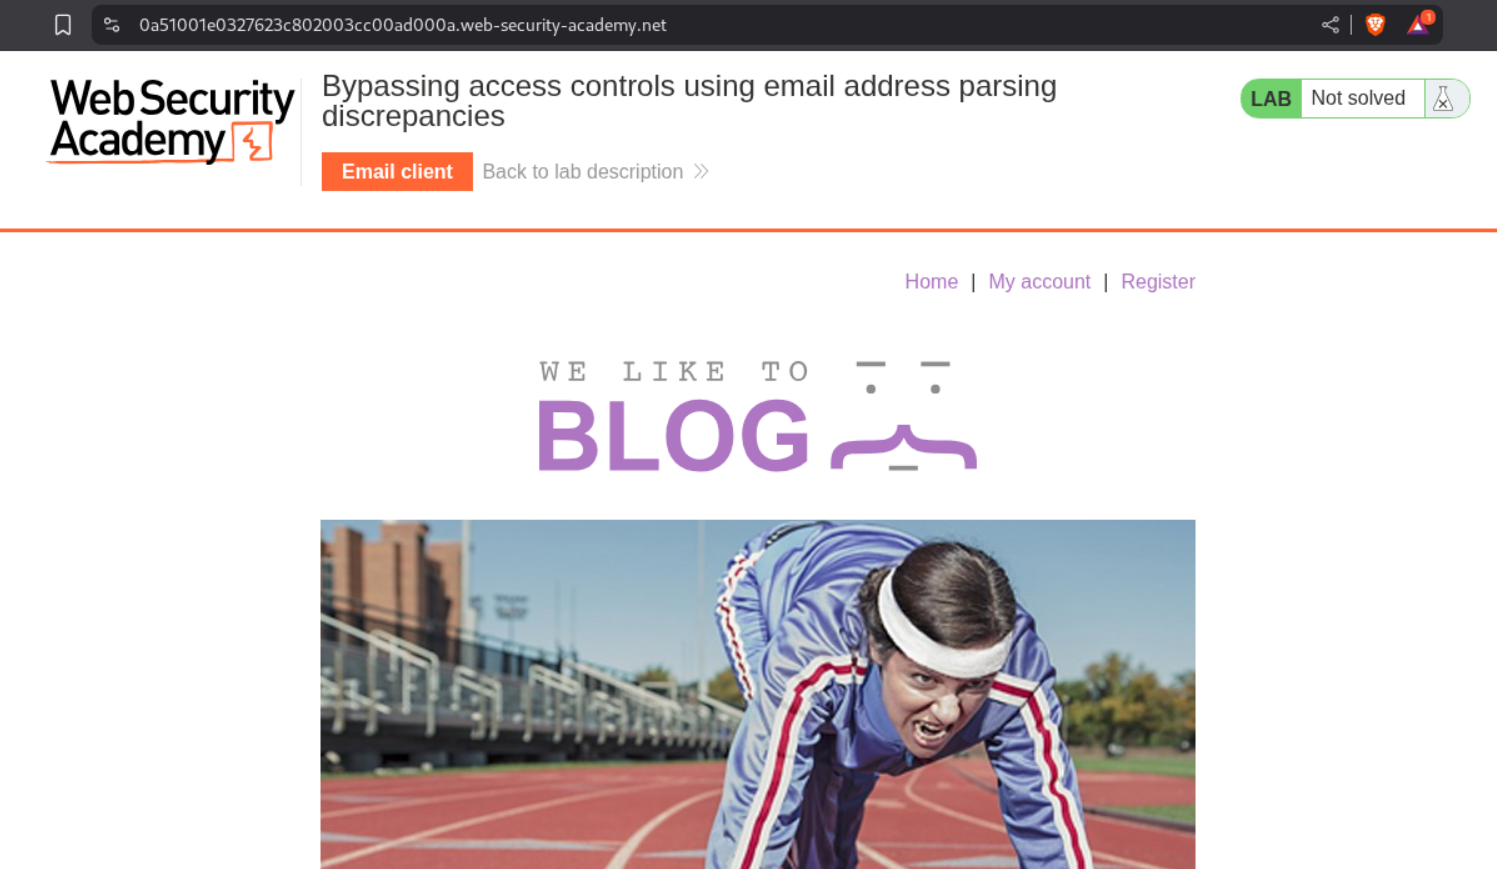 0a51001e0327623c802003cc00ad000a.web-security-academy.net
1
Web Security
Academy
Bypassing access controls using email address parsing
discrepancies
LAB Not solved
Email client Back to lab description
Home | My account | Register
WE LIKE TO
BLOG